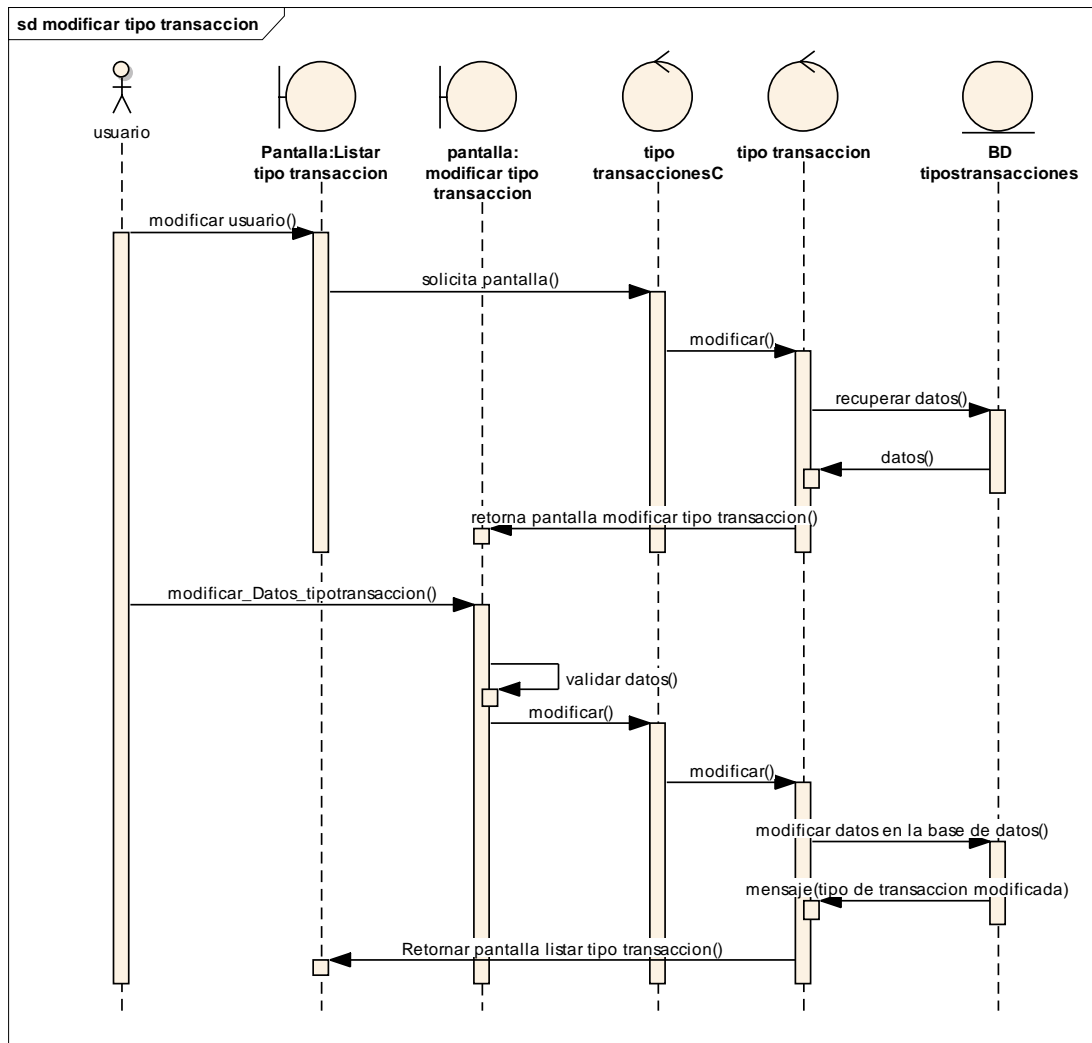 sd modificar tipo transaccion
usuario
Pantalla:Listar
tipo transaccion
pantalla:
modificar tipo
transaccion
tipo
transaccionesC
tipo transaccion
BD
tipostransacciones
modificar usuario()
solicita pantalla()
modificar()
recuperar datos()
datos()
retorna pantalla modificar tipo transaccion()
modificar_Datos_tipotransaccion()
validar datos()
modificar()
modificar()
modificar datos en la base de datos()
mensaje(tipo de transaccion modificada)
Retornar pantalla listar tipo transaccion()